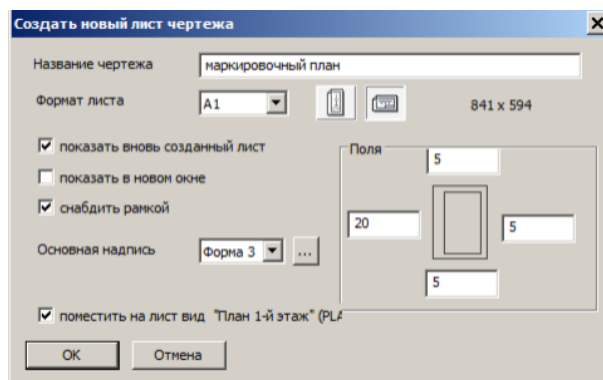 Создать новый лист чертежа
Название чертежа
маркировочный план
Формат листа
A1
841 x 594
показать вновь созданный лист
Поля
5
показать в новом окне
снабдить рамкой
20
5
Основная надпись
Форма 3
...
5
поместить на лист вид "План 1-й этаж" (PLA
OK
Отмена